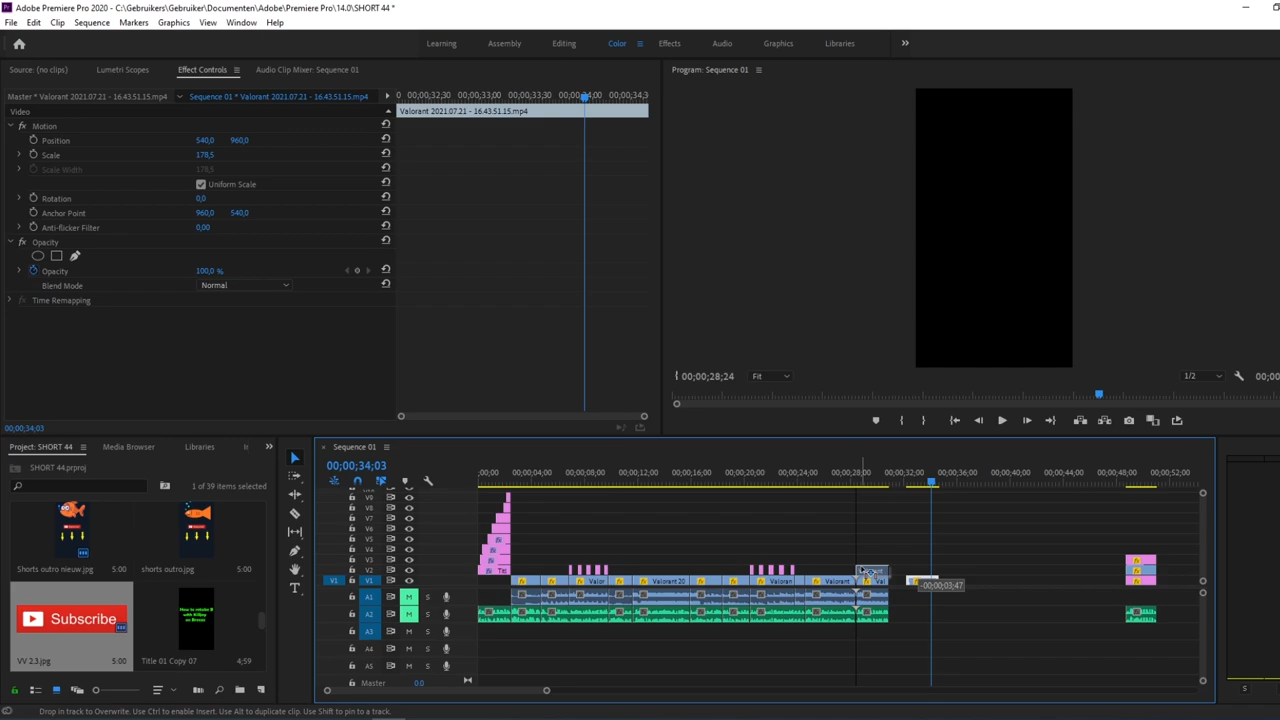 Adobe Premiere Pro 2020 - C:\Gebruikers\Gebruiker\Documenten\Adobe\Premiere Pro\14.0\SHORT 44 *
File Edit Clip Sequence Markers Graphics View Window Help
Learning Assembly Editing Color Effects Audio Graphics Libraries
Source: (no clips) Lumetri Scopes Effect Controls Audio Clip Mixer: Sequence 01
Program: Sequence 01
Master * Valorant 2021.07.21 - 16.43.51.15.mp4 Sequence 01 * Valorant 2021.07.21 - 16.43.51.15.mp4
00;00;32;30 00;00;33;00 00;00;33;30 00;00;34;00 00;00;34;3
Video
Valorant 2021.07.21 - 16.43.51.15.mp4
fx Motion
Position 540,0 960,0
Scale 178,5
Scale Width 178,5
Uniform Scale
Rotation 0,0
Anchor Point 960,0 540,0
Anti-flicker Filter 0,00
fx Opacity
Opacity 100,0 %
Blend Mode Normal
fx Time Remapping
00;00;34;03
00;00;28;24 Fit 1/2 00;00
Project: SHORT 44 Media Browser Libraries
SHORT 44.prproj
1 of 39 items selected
Shorts outro nieuw.jpg 5:00
shorts outro.jpg 5:00
Subscribe
VV 2.3.jpg 5:00
How to retake B with Killjoy on Breeze
Title 01 Copy 07 4;59
Sequence 01
00;00;34;03
;00;00 00;00;04;00 00;00;08;00 00;00;12;00 00;00;16;00 00;00;20;00 00;00;24;00 00;00;28;00 00;00;32;00 00;00;36;00 00;00;40;00 00;00;44;00 00;00;48;00 00;00;52;00
V9
V8
V7
V6
V5
V4
V3
V2 Titl
V1 V1 Valor Valorant 20 Valoran Valorant Val
-00;00;03;47
A1 M S
A2 M S
A3 M S
A4 M S
A5 M S
Master 0.0
S
Drop in track to Overwrite. Use Ctrl to enable Insert. Use Alt to duplicate clip. Use Shift to pin to a track.